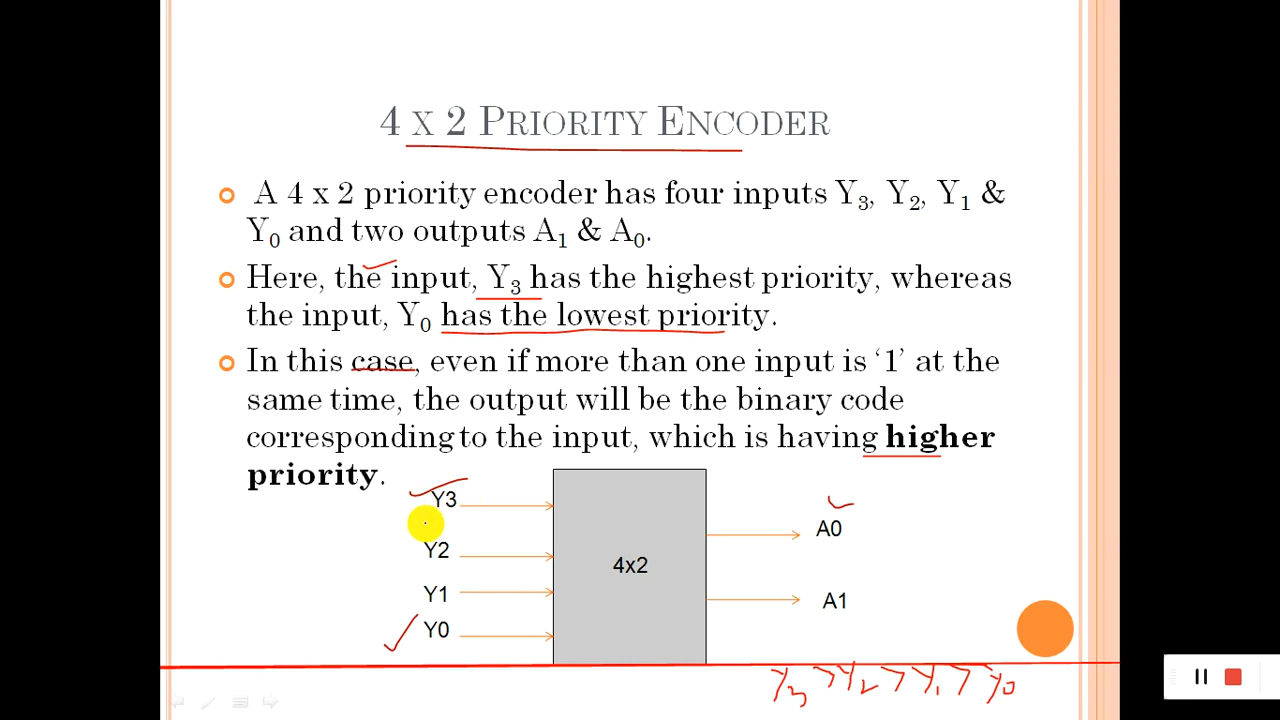 4 X 2 PRIORITY ENCODER
A 4 x 2 priority encoder has four inputs Y3, Y2, Y1 &
Y0 and two outputs A1 & A0.
Here, the input, Y3 has the highest priority, whereas
the input, Y0 has the lowest priority.
In this case, even if more than one input is ‘1’ at the
same time, the output will be the binary code
corresponding to the input, which is having higher
priority.
Y3
A0
Y2
4x2
Y1
A1
Y0
Y3 > Y2 > Y1 > Y0